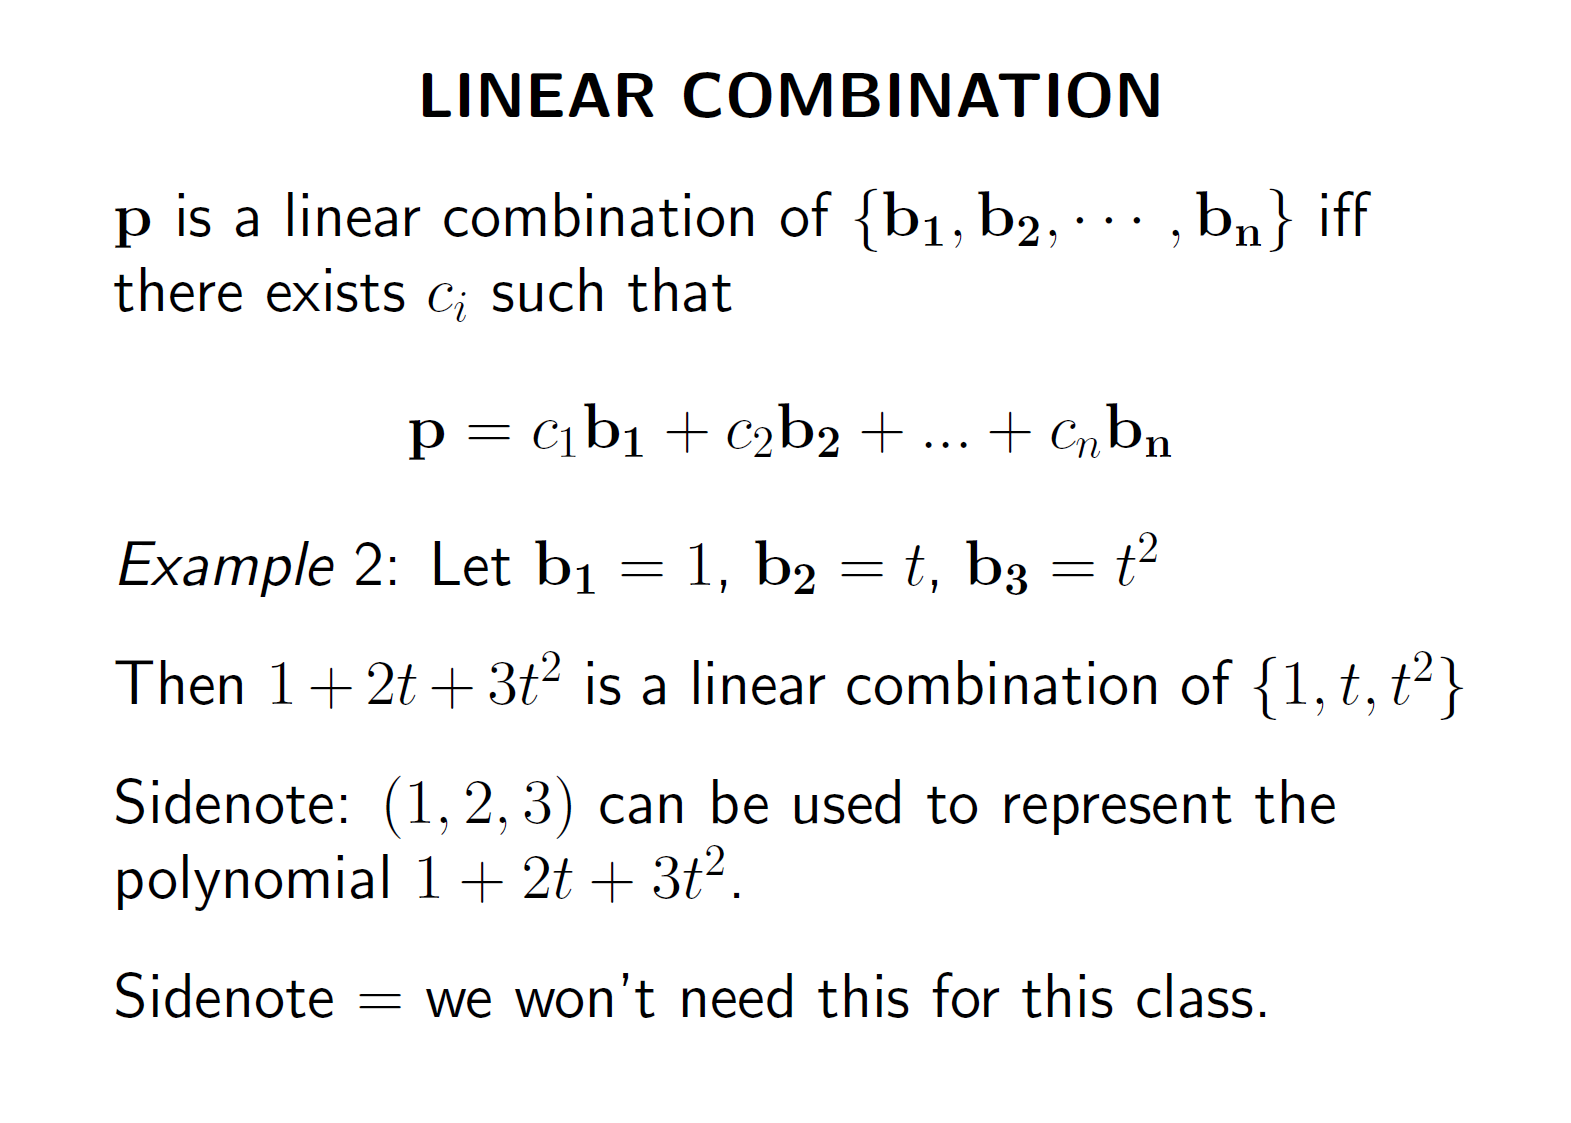 LINEAR COMBINATION
p is a linear combination of {b₁, b₂, ··· , bₙ} iff
there exists cᵢ such that
p = c₁b₁ + c₂b₂ + ... + cₙbₙ
Example 2: Let b₁ = 1, b₂ = t, b₃ = t²
Then 1 + 2t + 3t² is a linear combination of {1, t, t²}
Sidenote: (1, 2, 3) can be used to represent the
polynomial 1 + 2t + 3t².
Sidenote = we won't need this for this class.